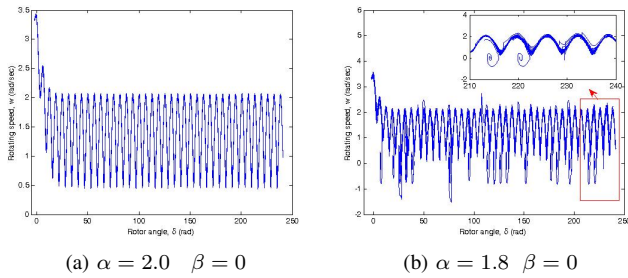 (a)
3.5
3
2.5
2
1.5
1
0.5
0
0 50 100 150 200 250
Rotating speed, w (rad/sec)
Rotor angle, δ (rad)
(b)
6
5
4
3
2
1
0
-1
-2
0 50 100 150 200 250
Rotating speed, w (rad/sec)
Rotor angle, δ (rad)
4
2
0
-2
210 220 230 240
(a) α = 2.0 β = 0
(b) α = 1.8 β = 0